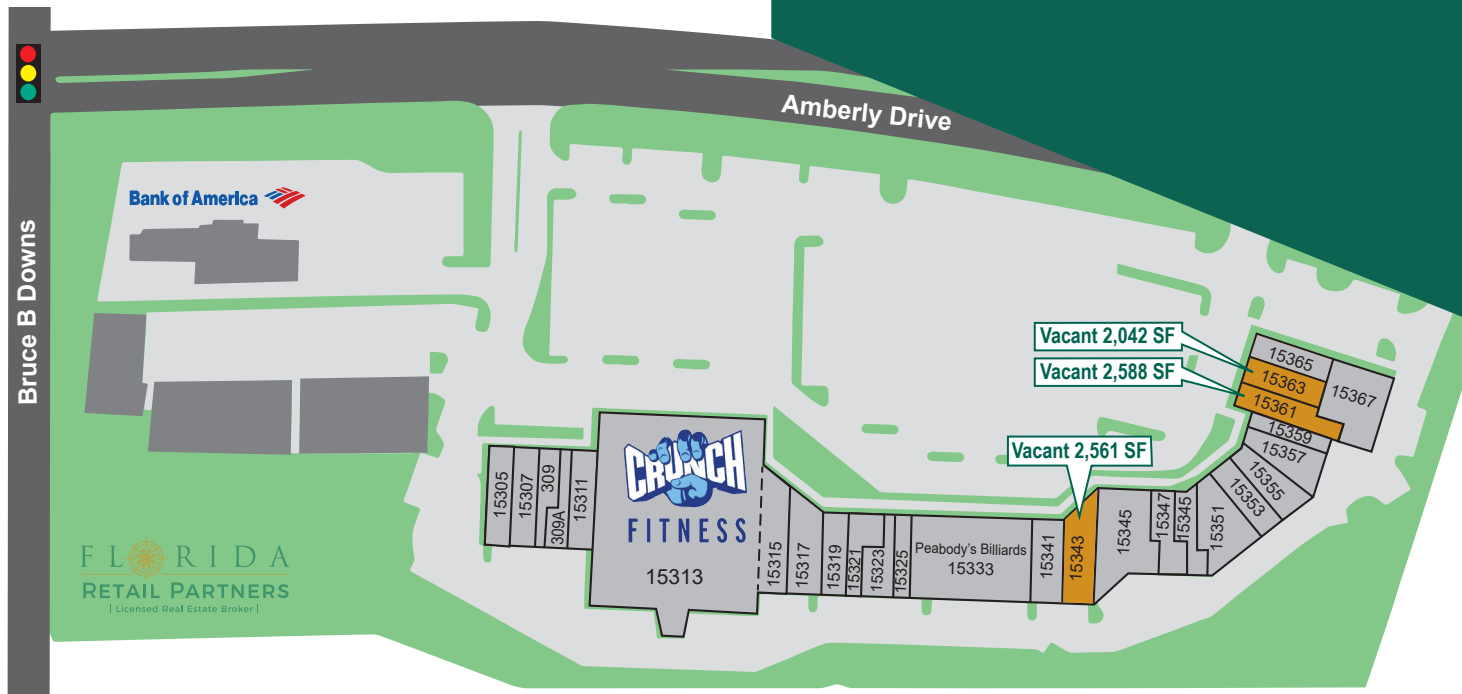 Amberly Drive
Bank of America
Bruce B Downs
Vacant 2,042 SF
Vacant 2,588 SF
Vacant 2,561 SF
15365
15363
15361
15367
15359
15357
15355
15353
15351
15345
15347
15345
15343
15341
Peabody's Billiards
15333
15325
15323
15321
15319
15317
15315
CRUNCH
FITNESS
15313
15311
309
309A
15307
15305
FLORIDA
RETAIL PARTNERS
| Licensed Real Estate Broker |